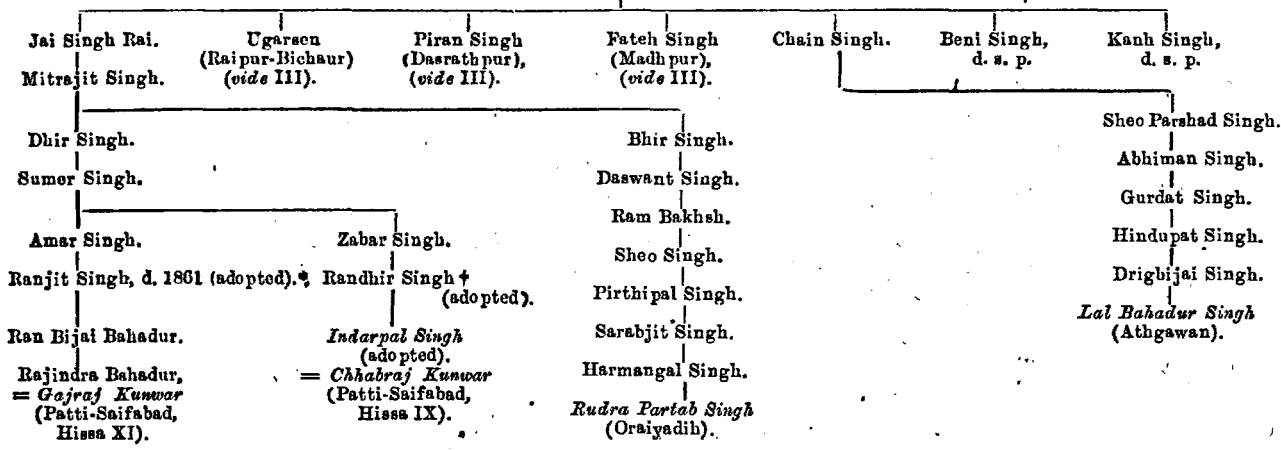 Jai Singh Rai.
Ugarsen
(Raipur-Bichaur)
(vide III).
Piran Singh
(Dasrathpur),
(vide III).
Fateh Singh
(Madhpur),
(vide III).
Chain Singh.
Beni Singh,
d. s. p.
Kanh Singh,
d. s. p.
Mitrajit Singh.
Dhir Singh.
Sumer Singh.
Amar Singh.
Ranjit Singh, d. 1861 (adopted).*
Ran Bijai Bahadur.
Rajindra Bahadur,
= Gajraj Kunwar
(Patti-Saifabad,
Hissa XI).
Zabar Singh.
Randhir Singh †
(adopted).
Indarpal Singh
(adopted).
= Chhabraj Kunwar
(Patti-Saifabad,
Hissa IX).
Bhir Singh.
Daswant Singh.
Ram Bakhsh.
Sheo Singh.
Pirthipal Singh.
Sarabjit Singh.
Harmangal Singh.
Rudra Partab Singh
(Oraiyadih).
Sheo Parshad Singh.
Abhiman Singh.
Gurdat Singh.
Hindupat Singh.
Drigbijai Singh.
Lal Bahadur Singh
(Athgawan).